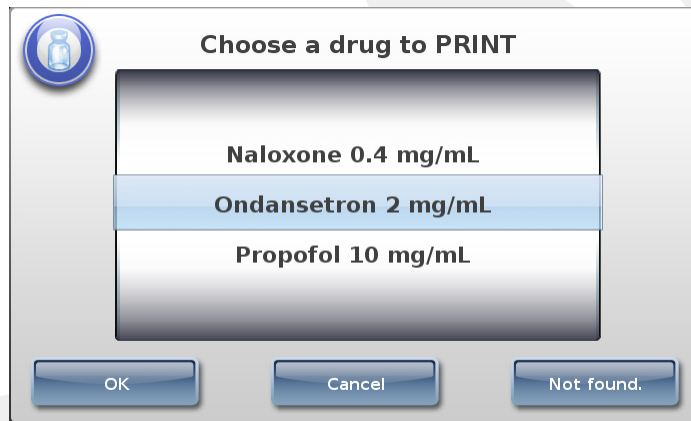 Choose a drug to PRINT
Naloxone 0.4 mg/mL
Ondansetron 2 mg/mL
Propofol 10 mg/mL
OK
Cancel
Not found.